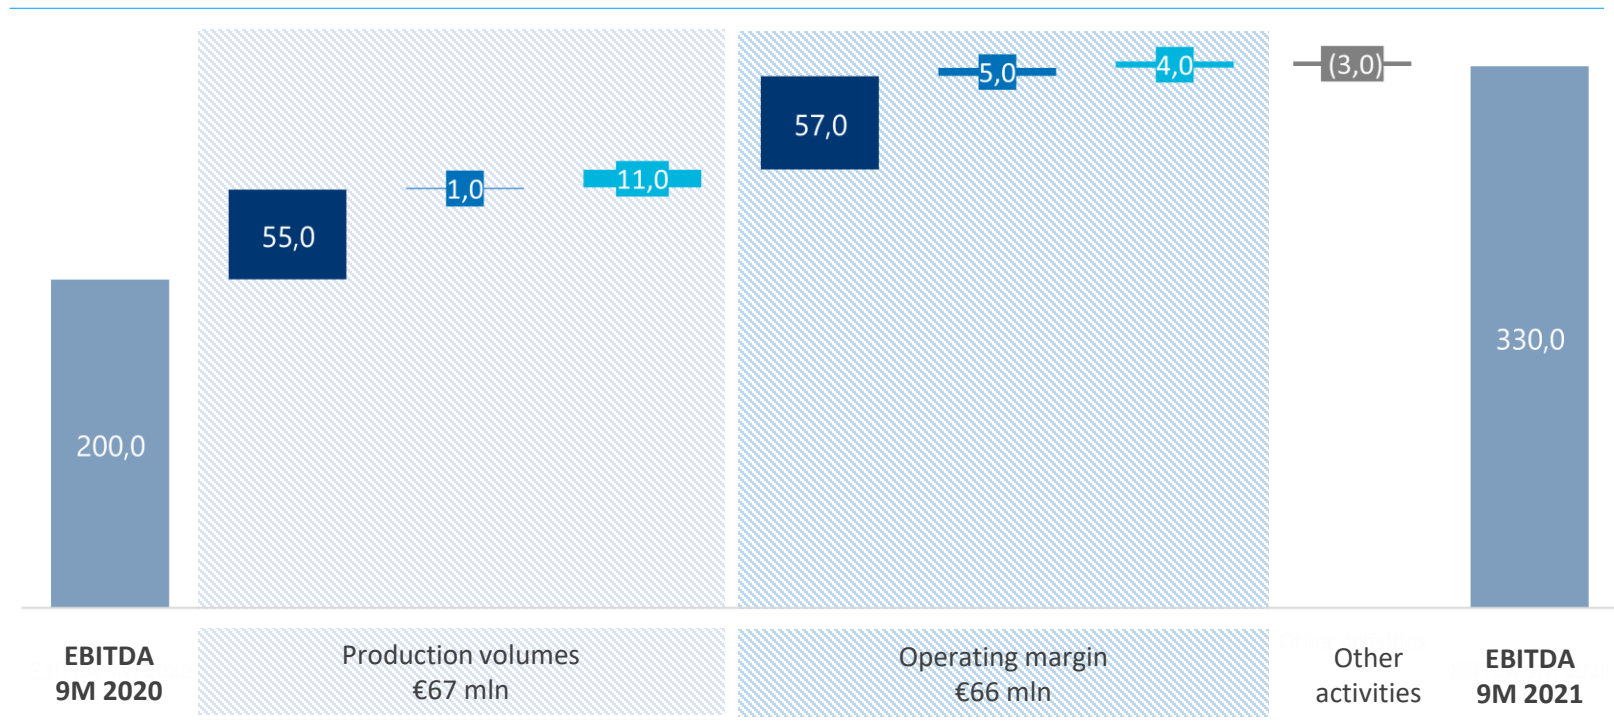 200,0
55,0
1,0
11,0
57,0
5,0
4,0
(3,0)
330,0
EBITDA
9M 2020
Production volumes
€67 mln
Operating margin
€66 mln
Other
activities
EBITDA
9M 2021